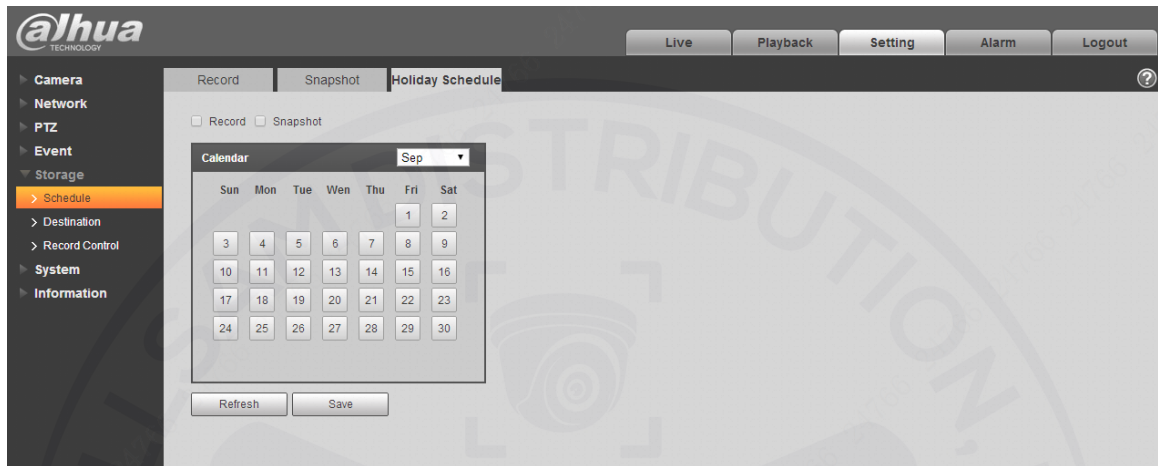 alhua
TECHNOLOGY
Live Playback Setting Alarm Logout
Camera
Network
PTZ
Event
Storage
> Schedule
> Destination
> Record Control
System
Information
Record Snapshot Holiday Schedule
?
Record Snapshot
Calendar Sep
Sun Mon Tue Wen Thu Fri Sat
1 2
3 4 5 6 7 8 9
10 11 12 13 14 15 16
17 18 19 20 21 22 23
24 25 26 27 28 29 30
Refresh Save
DISTRIBUTION,